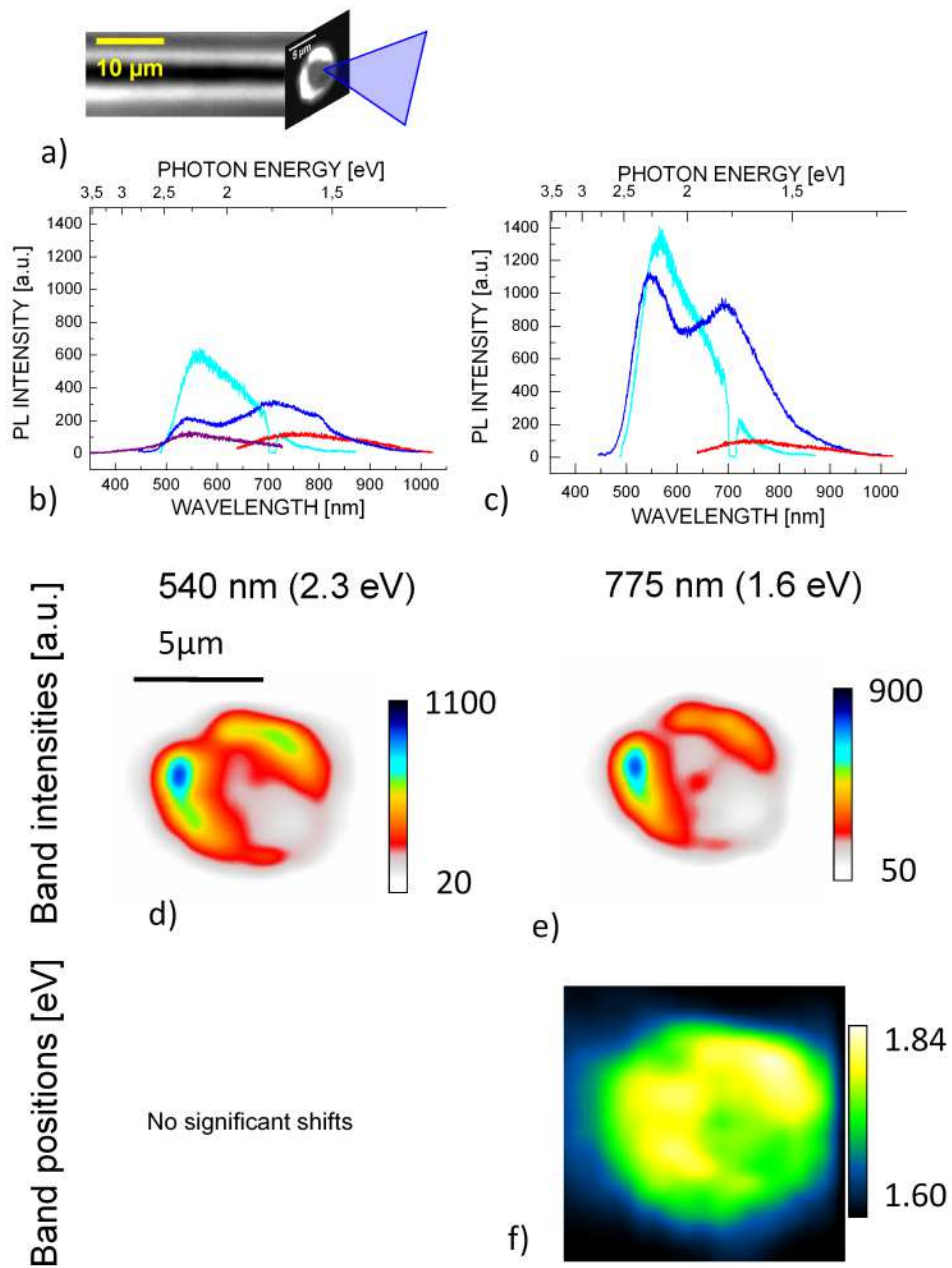 10 µm
5 µm
a)
PHOTON ENERGY [eV]
3,5 3 2,5 2 1,5
PL INTENSITY [a.u.]
1400
1200
1000
800
600
400
200
0
400 500 600 700 800 900 1000
WAVELENGTH [nm]
b)
PHOTON ENERGY [eV]
3,5 3 2,5 2 1,5
PL INTENSITY [a.u.]
1400
1200
1000
800
600
400
200
0
400 500 600 700 800 900 1000
WAVELENGTH [nm]
c)
Band intensities [a.u.]
540 nm (2.3 eV)
5µm
1100
20
d)
775 nm (1.6 eV)
900
50
e)
Band positions [eV]
No significant shifts
1.84
1.60
f)